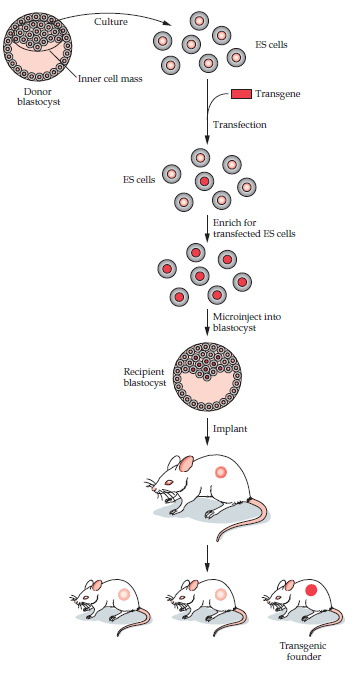 Culture
ES cells
Inner cell mass
Donor
blastocyst
Transgene
Transfection
ES cells
Enrich for
transfected ES cells
Microinject into
blastocyst
Recipient
blastocyst
Implant
Transgenic
founder